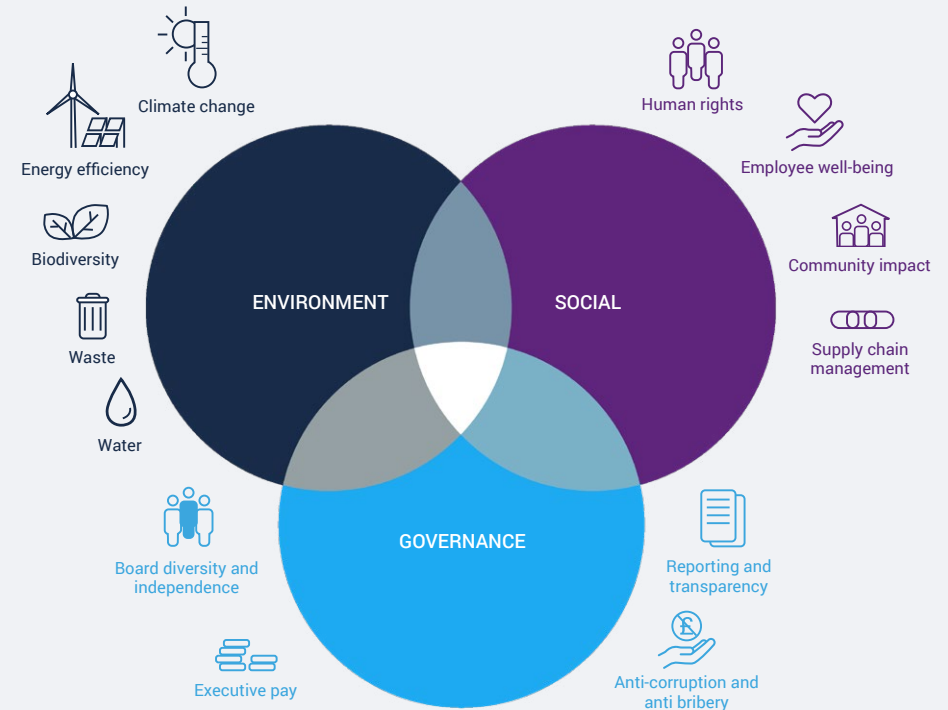 Climate change
Energy efficiency
Biodiversity
Waste
Water
ENVIRONMENT
Human rights
Employee well-being
Community impact
Supply chain
management
SOCIAL
GOVERNANCE
Board diversity and
independence
Executive pay
Reporting and
transparency
£
Anti-corruption and
anti bribery